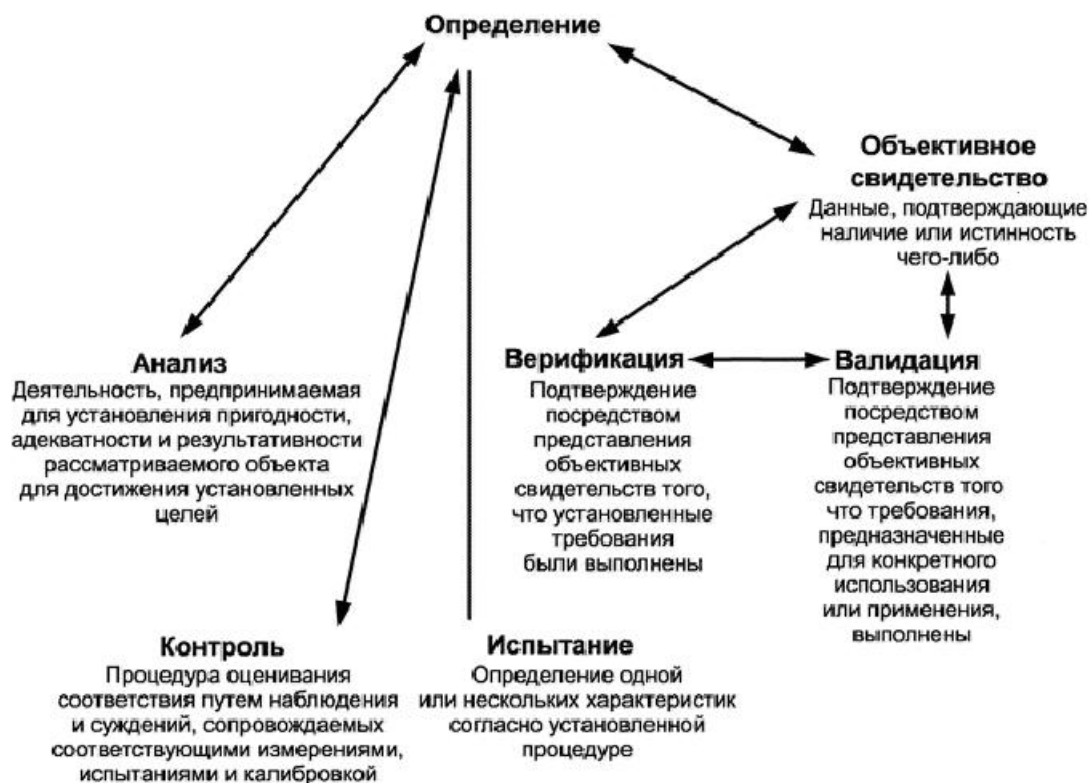 Определение
Объективное
свидетельство
Данные, подтверждающие
наличие или истинность
чего-либо
Анализ
Деятельность, предпринимаемая
для установления пригодности,
адекватности и результативности
рассматриваемого объекта
для достижения установленных
целей
Верификация
Подтверждение
посредством
представления
объективных
свидетельств того,
что установленные
требования
были выполнены
Валидация
Подтверждение
посредством
представления
объективных
свидетельств того
что требования,
предназначенные
для конкретного
использования
или применения,
выполнены
Контроль
Процедура оценивания
соответствия путем наблюдения
и суждений, сопровождаемых
соответствующими измерениями,
испытаниями и калибровкой
Испытание
Определение одной
или нескольких характеристик
согласно установленной
процедуре